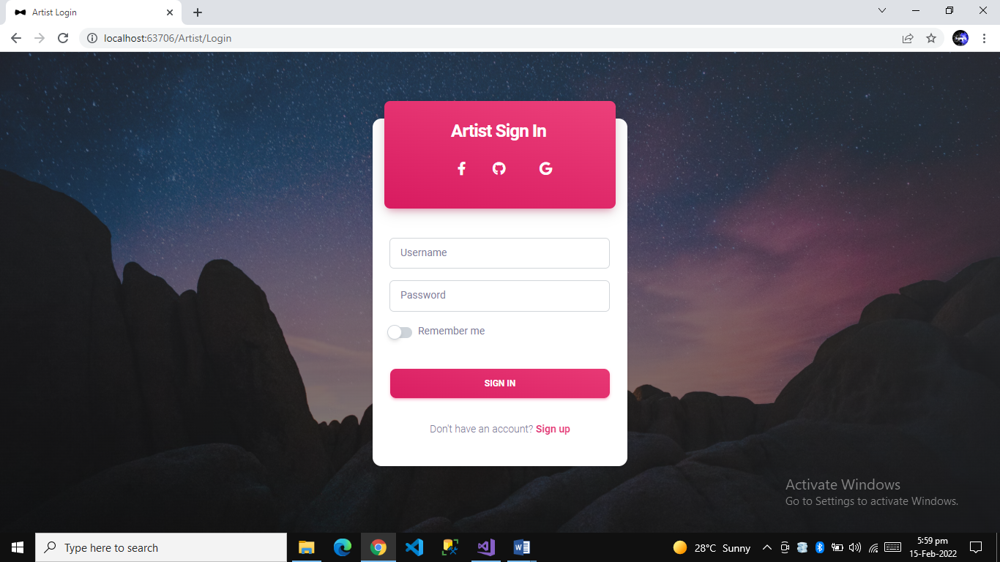 Artist Login
localhost:63706/Artist/Login
Artist Sign In
Username
Password
Remember me
SIGN IN
Don't have an account? Sign up
Activate Windows
Go to Settings to activate Windows.
Type here to search
28°C Sunny
5:59 pm
15-Feb-2022